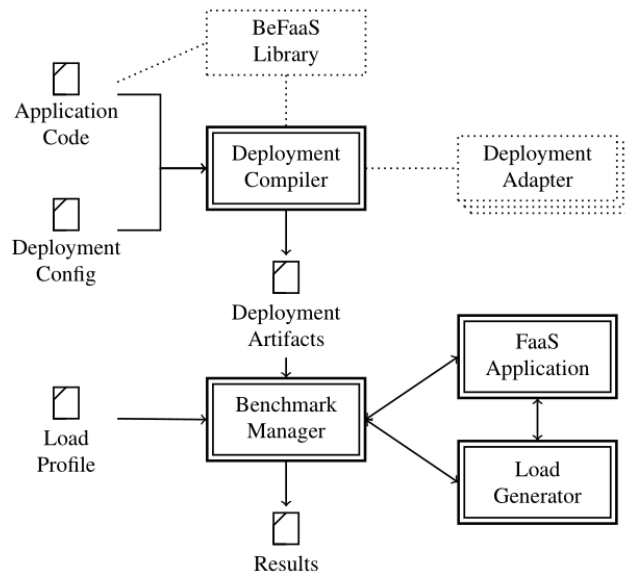 BeFaaS
Library
Application
Code
Deployment
Compiler
Deployment
Adapter
Deployment
Config
Deployment
Artifacts
FaaS
Application
Load
Profile
Benchmark
Manager
Load
Generator
Results